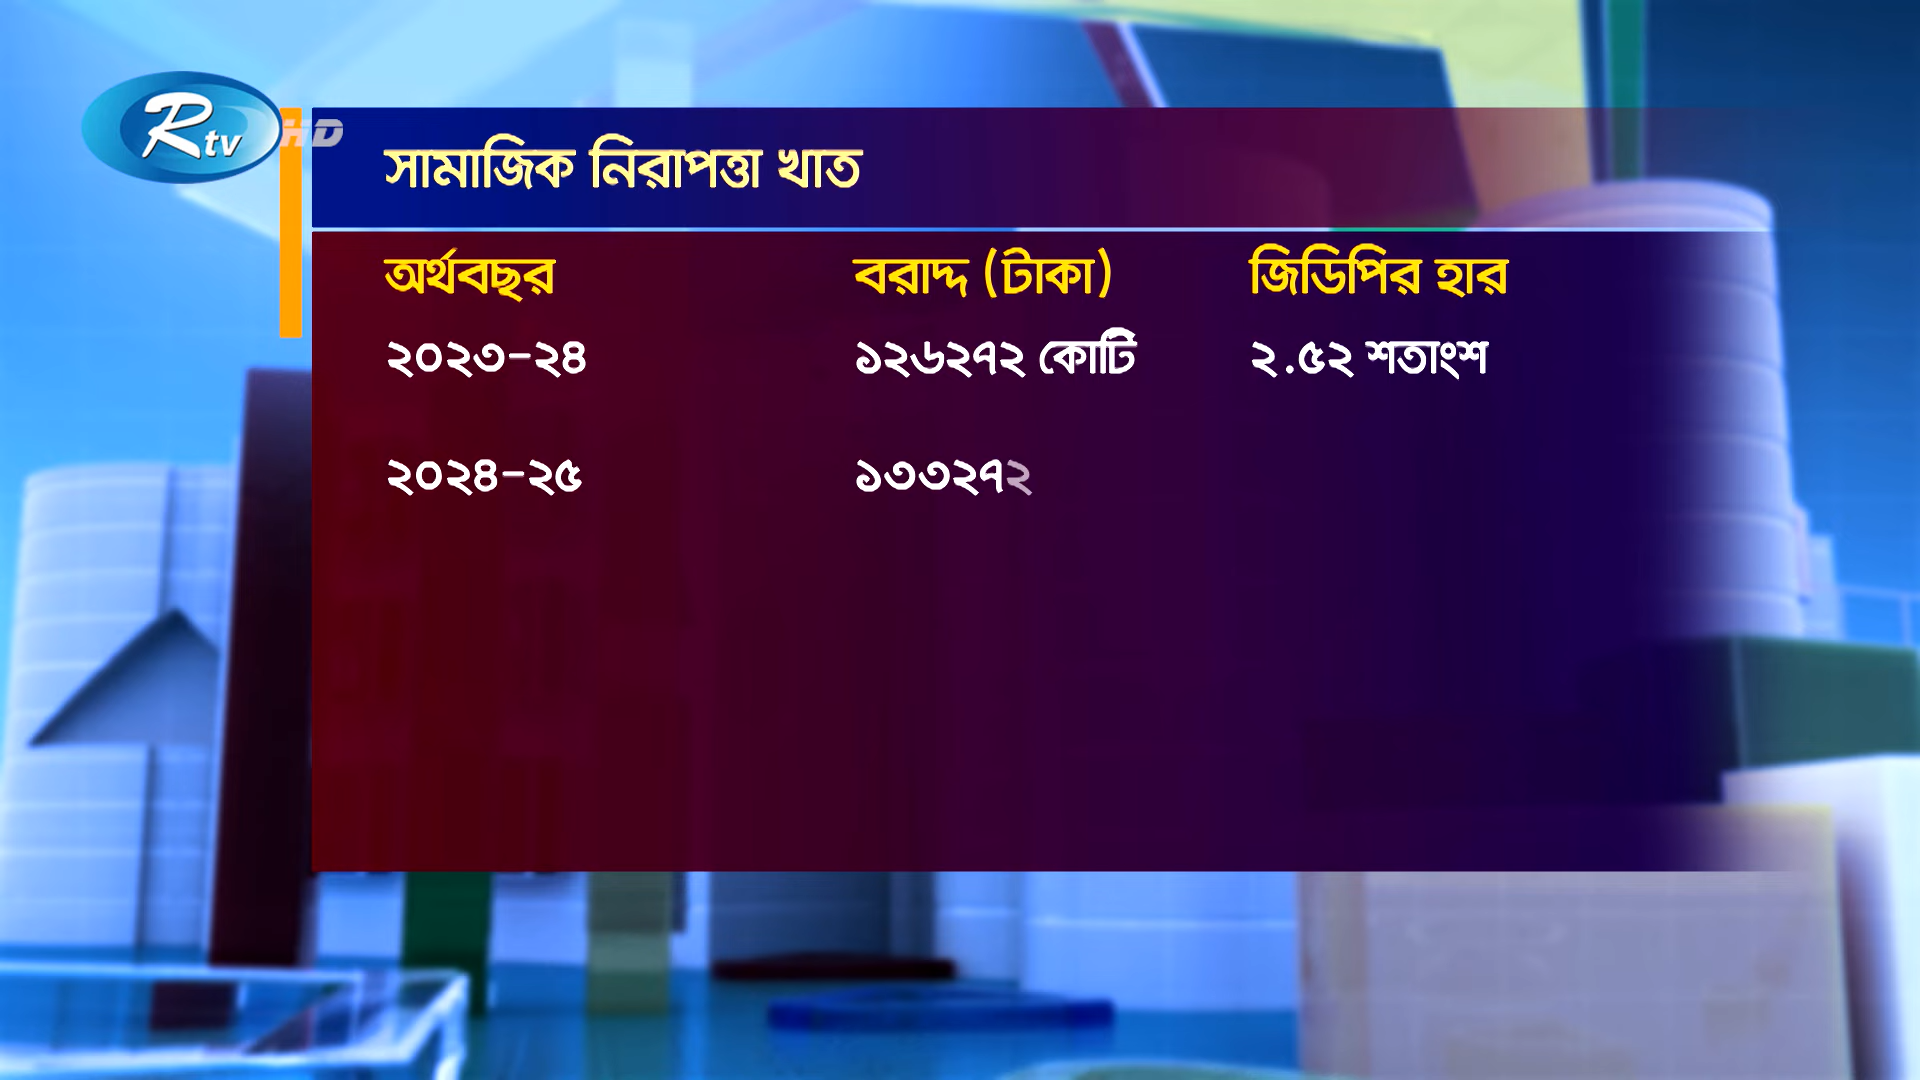 Rtv HD
সামাজিক নিরাপত্তা খাত
অর্থবছর বরাদ্দ (টাকা) জিডিপির হার
২০২৩-২৪ ১২৬২৭২ কোটি ২.৫২ শতাংশ
২০২৪-২৫ ১৩৩২৭২